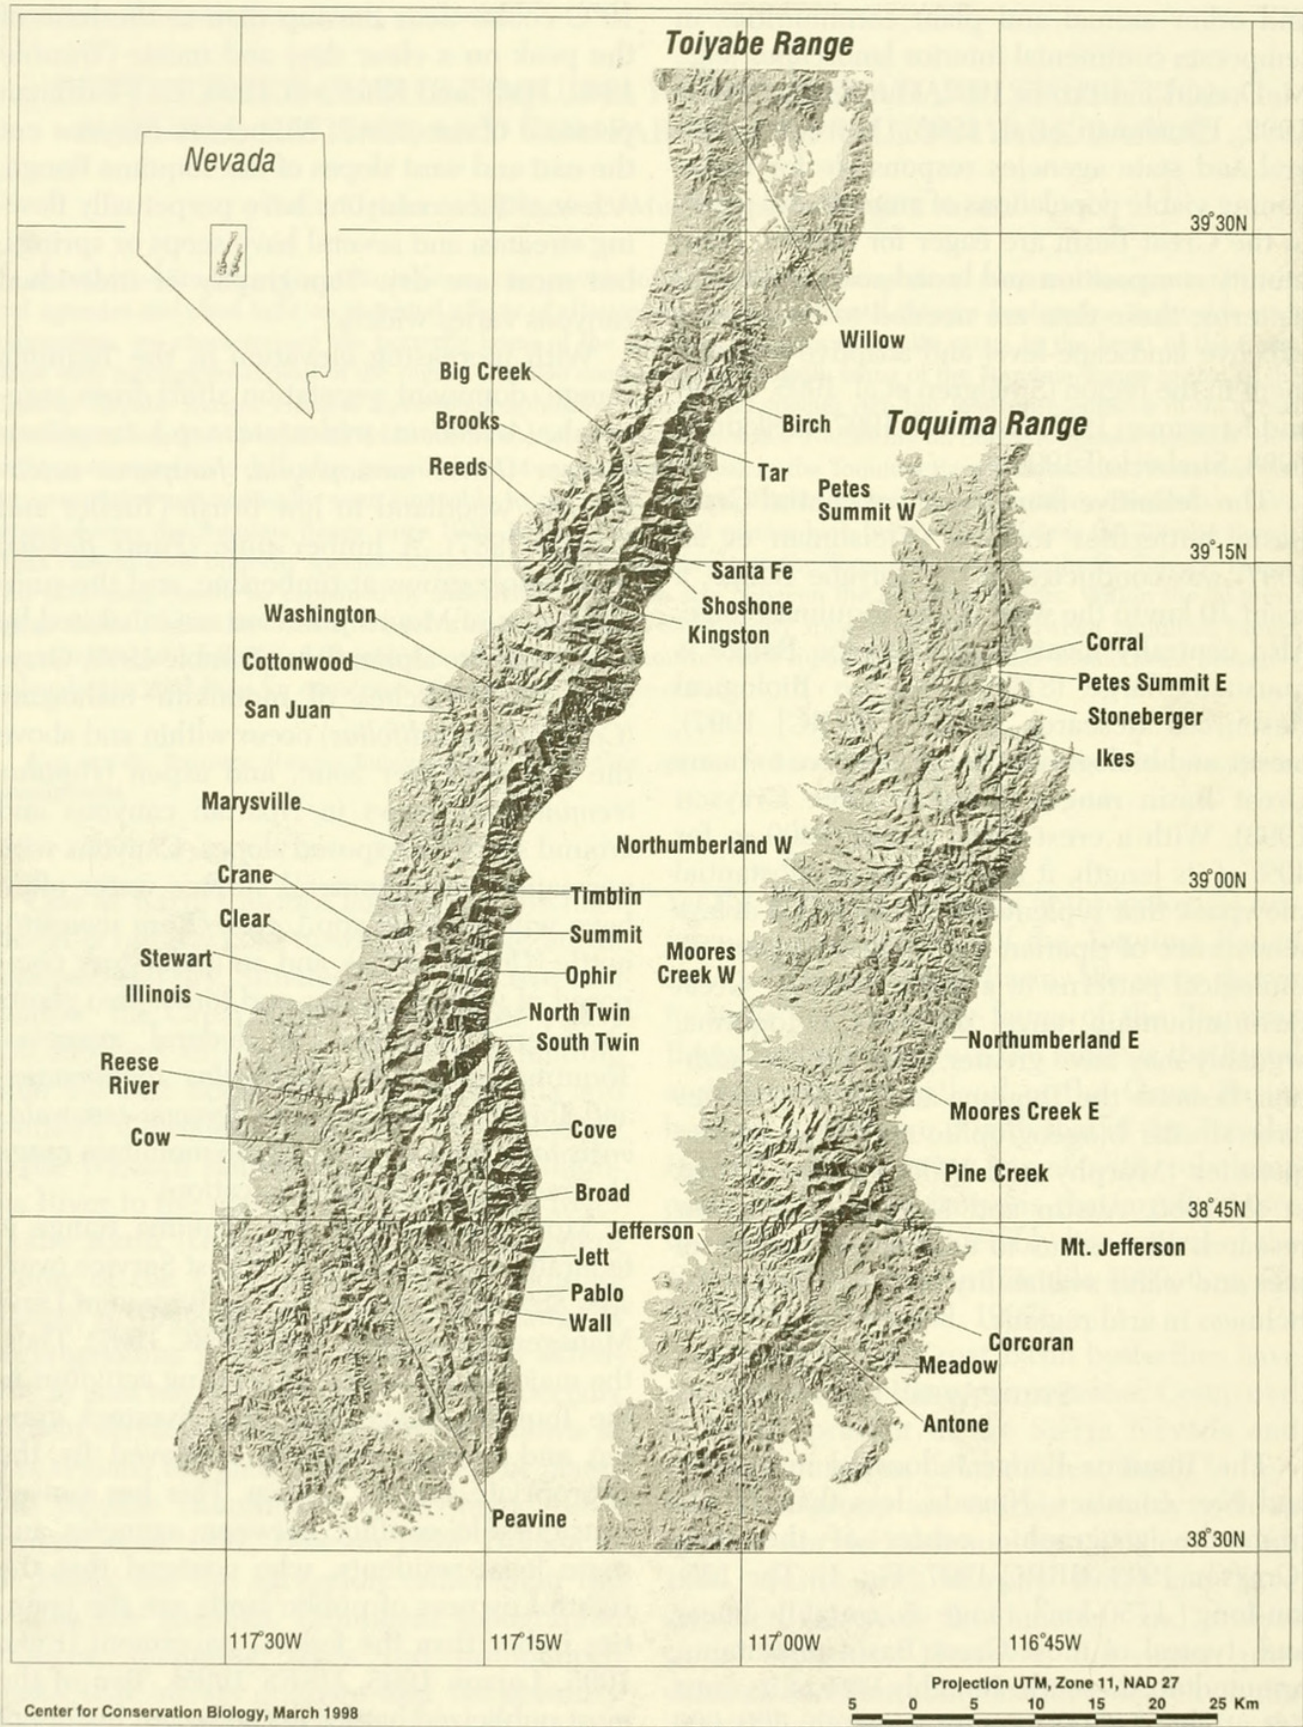 Toiyabe Range
Nevada
39°30N
Willow
Big Creek
Brooks
Reeds
Birch
Tar
Toquima Range
Petes
Summit W
39°15N
Santa Fe
Shoshone
Kingston
Washington
Cottonwood
San Juan
Corral
Petes Summit E
Stoneberger
Ikes
Marysville
Northumberland W
Crane
39°00N
Timblin
Clear
Summit
Stewart
Ophir
Moores
Creek W
Illinois
North Twin
South Twin
Northumberland E
Reese
River
Moores Creek E
Cow
Cove
Pine Creek
Broad
38°45N
Jefferson
Mt. Jefferson
Jett
Pablo
Wall
Corcoran
Meadow
Antone
Peavine
38°30N
117°30W
117°15W
117°00W
116°45W
Projection UTM, Zone 11, NAD 27
5 0 5 10 15 20 25 Km
Center for Conservation Biology, March 1998